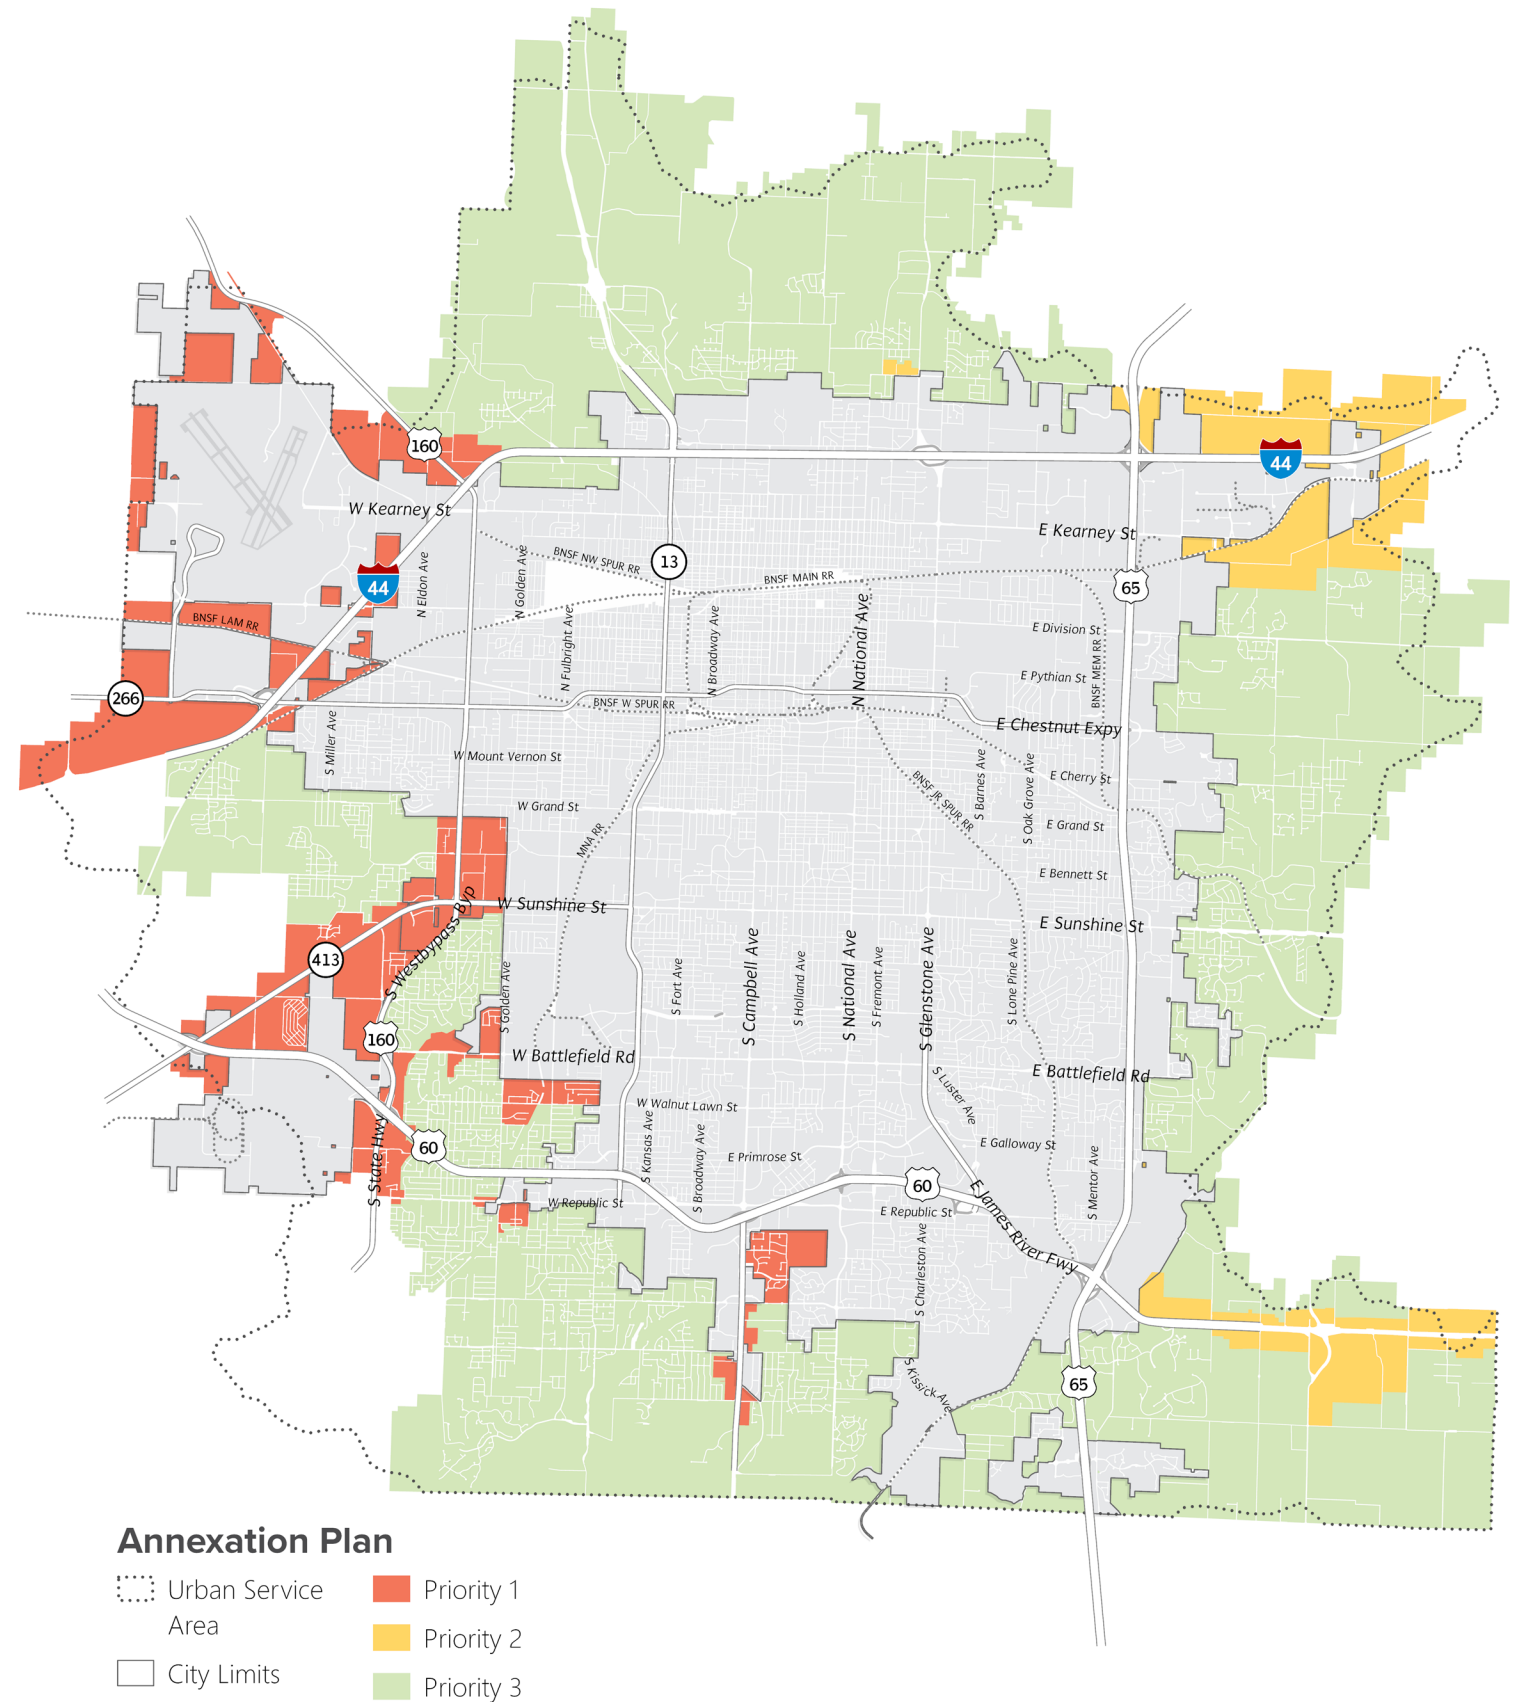 160
44
W Kearney St
E Kearney St
13
BNSF NW SPUR RR
BNSF MAIN RR
44
N Eldon Ave
N Golden Ave
65
N Fulbright Ave
N Broadway Ave
N National Ave
BNSF LAM RR
E Division St
BNSF MEM RR
E Pythian St
266
BNSF W SPUR RR
E Chestnut Expy
S Miller Ave
W Mount Vernon St
S Barnes Ave
S Oak Grove Ave
E Cherry St
BNSF JR SPUR RR
W Grand St
MNA RR
E Grand St
E Bennett St
W Sunshine St
E Sunshine St
S Westbypass Byp
413
S Golden Ave
S Fort Ave
S Campbell Ave
S Holland Ave
S National Ave
S Fremont Ave
S Glenstone Ave
S Lone Pine Ave
160
W Battlefield Rd
E Battlefield Rd
S Luster Ave
W Walnut Lawn St
S Kansas Ave
S Broadway Ave
E Primrose St
E Galloway St
S Mentor Ave
S State Hwy
60
60
W Republic St
E Republic St
E James River Fwy
S Charleston Ave
S Kissick Ave
65
Annexation Plan
Urban Service
Area
City Limits
Priority 1
Priority 2
Priority 3